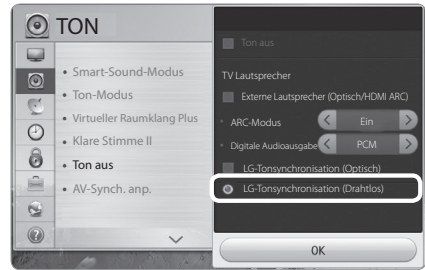 TON
• Smart-Sound-Modus
• Ton-Modus
• Virtueller Raumklang Plus
• Klare Stimme II
• Ton aus
• AV-Synch. anp.
Ton aus
TV Lautsprecher
Externe Lautsprecher (Optisch/HDMI ARC)
• ARC-Modus < Ein >
• Digitale Audioausgabe < PCM >
LG-Tonsynchronisation (Optisch)
LG-Tonsynchronisation (Drahtlos)
OK